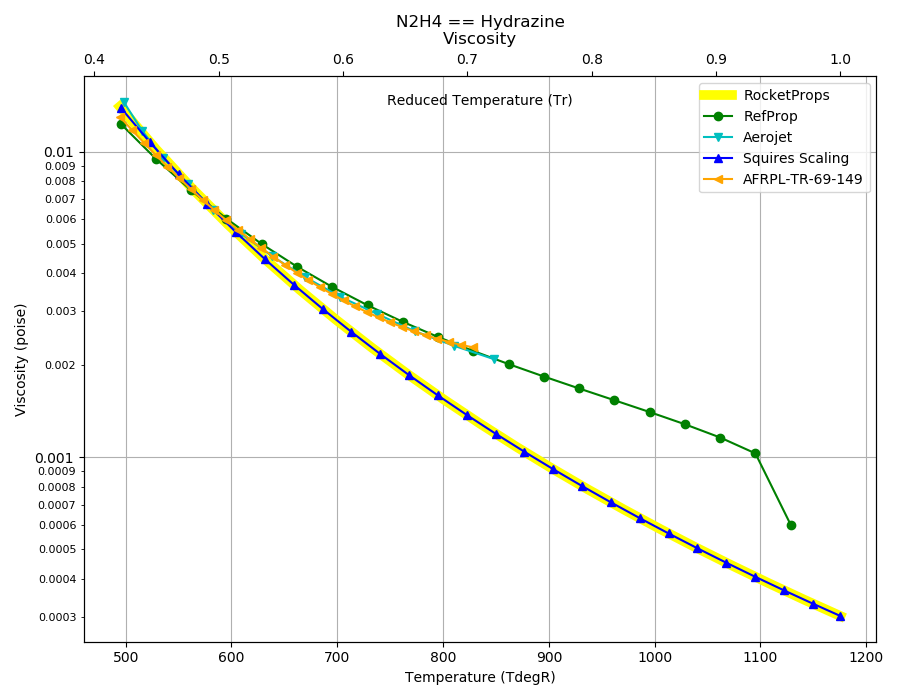 N2H4 == Hydrazine
Viscosity
0.4 0.5 0.6 0.7 0.8 0.9 1.0
Reduced Temperature (Tr)
RocketProps
RefProp
Aerojet
Squires Scaling
AFRPL-TR-69-149
Viscosity (poise)
0.01
0.009
0.008
0.007
0.006
0.005
0.004
0.003
0.002
0.001
0.0009
0.0008
0.0007
0.0006
0.0005
0.0004
0.0003
500 600 700 800 900 1000 1100 1200
Temperature (TdegR)